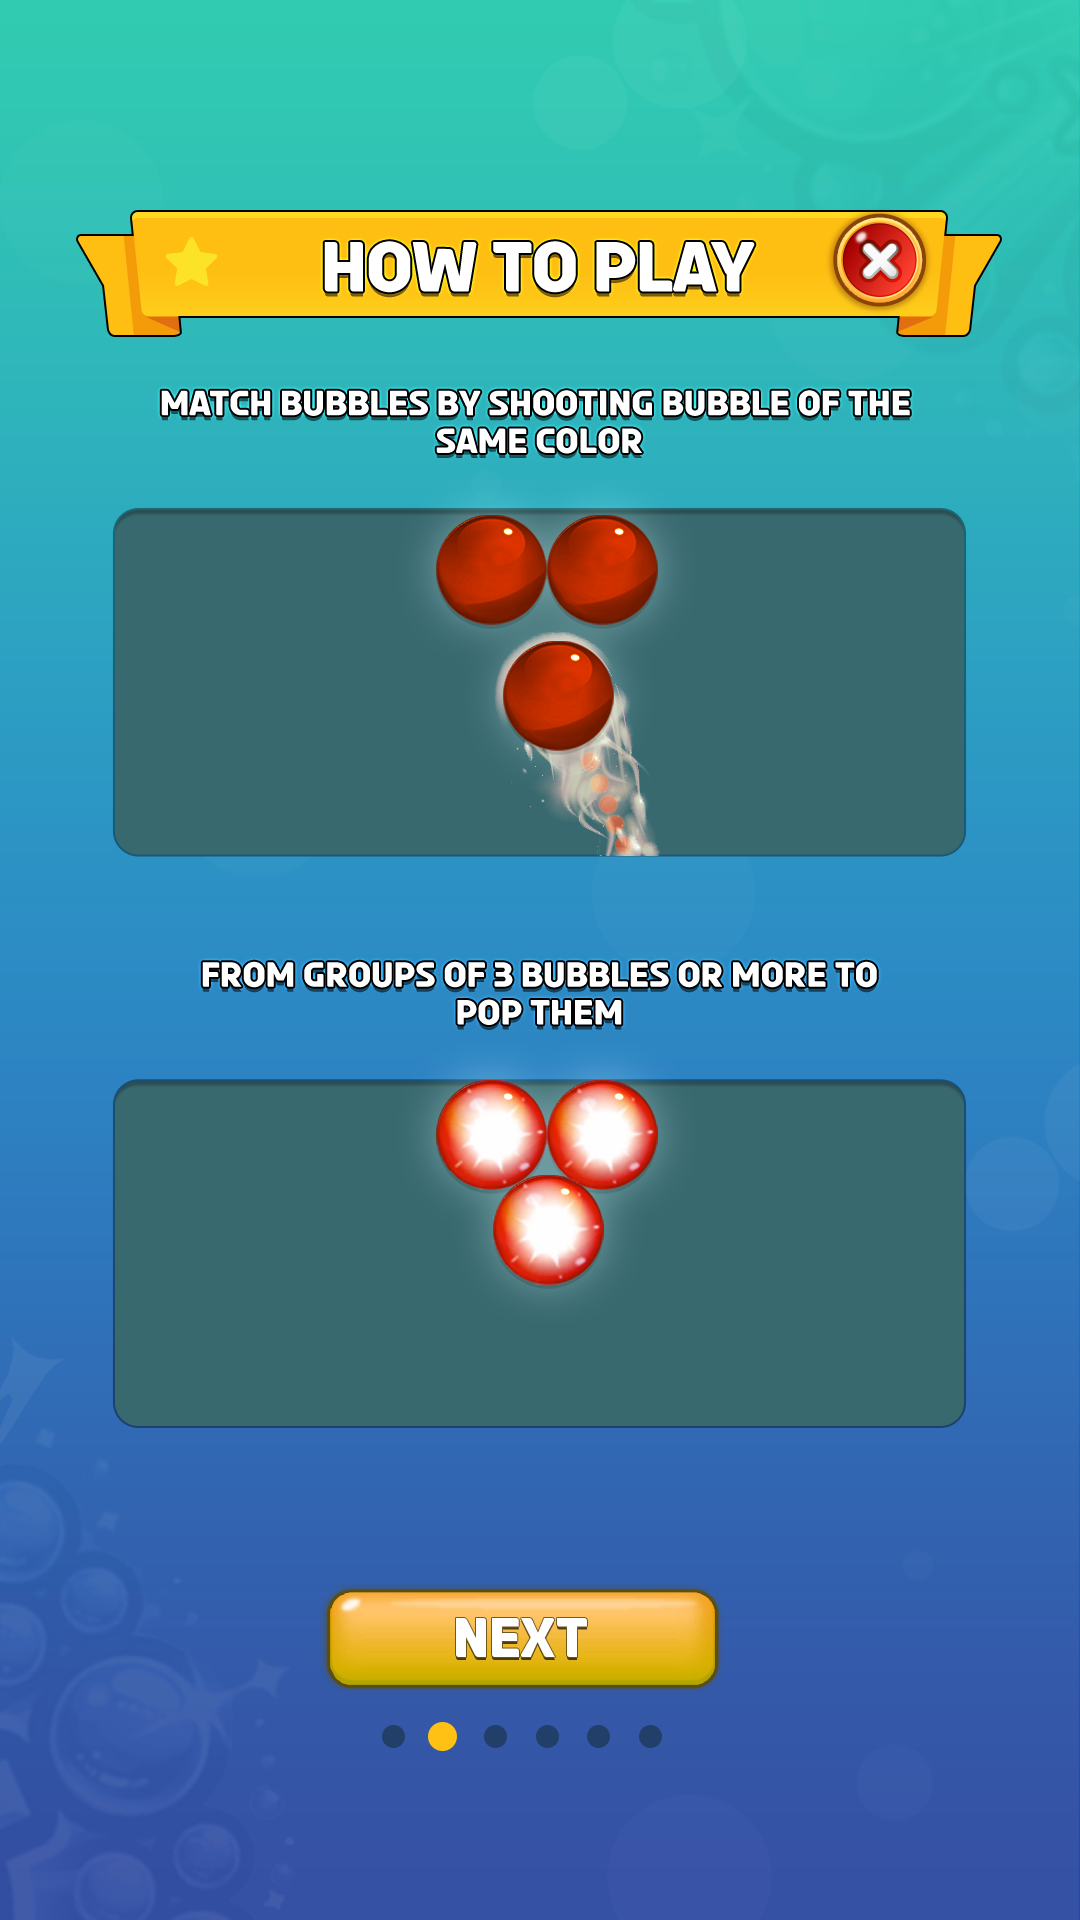 HOW TO PLAY
MATCH BUBBLES BY SHOOTING BUBBLE OF THE
SAME COLOR
FROM GROUPS OF 3 BUBBLES OR MORE TO
POP THEM
NEXT